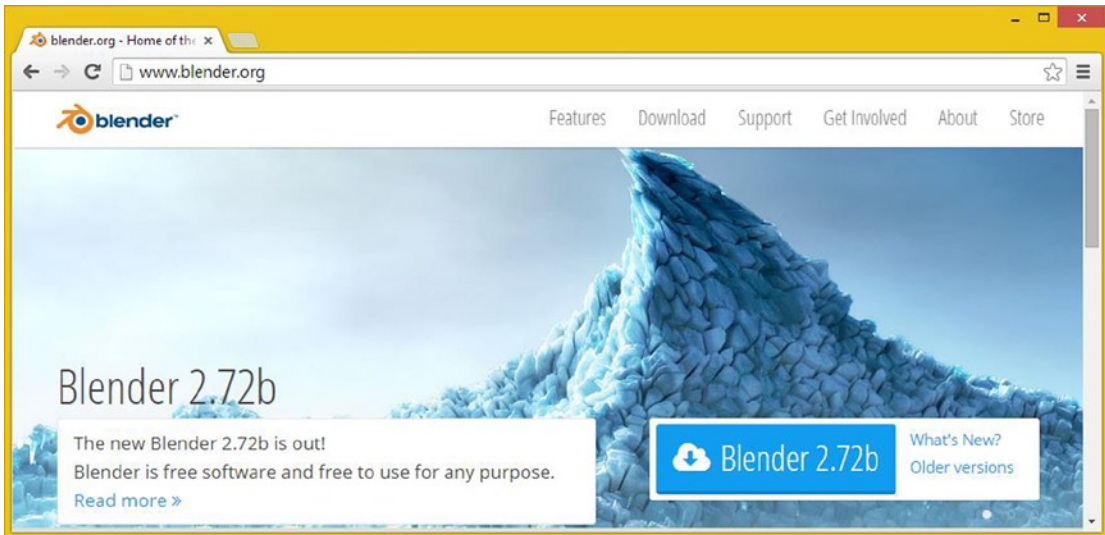 blender.org - Home of the
www.blender.org
blender™
Features Download Support Get Involved About Store
Blender 2.72b
The new Blender 2.72b is out!
Blender is free software and free to use for any purpose.
Read more »
Blender 2.72b
What's New?
Older versions